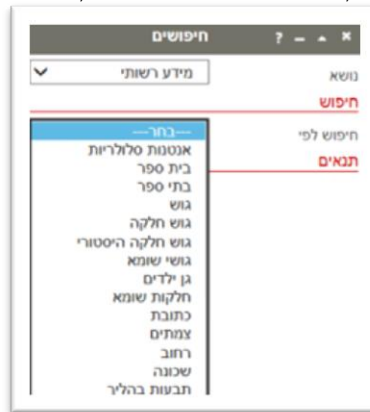 חיפושים
נושא מידע רשותי
חיפוש
חיפוש לפי
תנאים
---בחר---
אנטנות סלולריות
בית ספר
בתי ספר
גוש
גוש חלקה
גוש חלקה היסטורי
גושי שומא
גן ילדים
חלקות שומא
כתובת
צמתים
רחוב
שכונה
תבעות בהליך